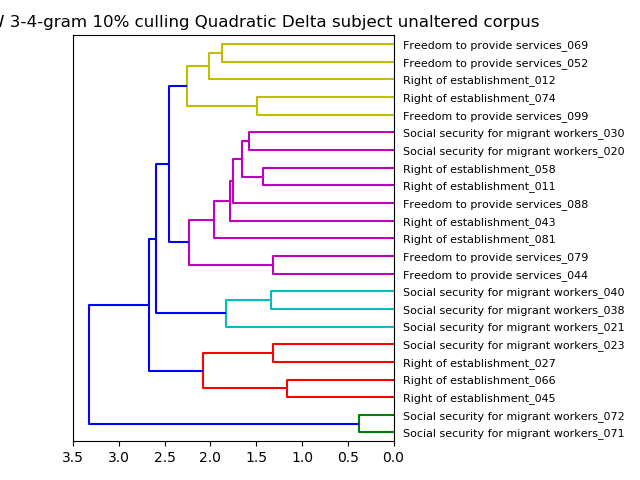 3-4-gram 10% culling Quadratic Delta subject unaltered corpus
Freedom to provide services_069
Freedom to provide services_052
Right of establishment_012
Right of establishment_074
Freedom to provide services_099
Social security for migrant workers_030
Social security for migrant workers_020
Right of establishment_058
Right of establishment_011
Freedom to provide services_088
Right of establishment_043
Right of establishment_081
Freedom to provide services_079
Freedom to provide services_044
Social security for migrant workers_040
Social security for migrant workers_038
Social security for migrant workers_021
Social security for migrant workers_023
Right of establishment_027
Right of establishment_066
Right of establishment_045
Social security for migrant workers_072
Social security for migrant workers_071
3.5 3.0 2.5 2.0 1.5 1.0 0.5 0.0